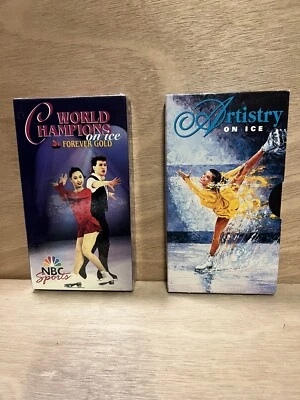 WORLD
CHAMPIONS
on ice
FOREVER GOLD
NBC
Sports
Artistry
ON ICE